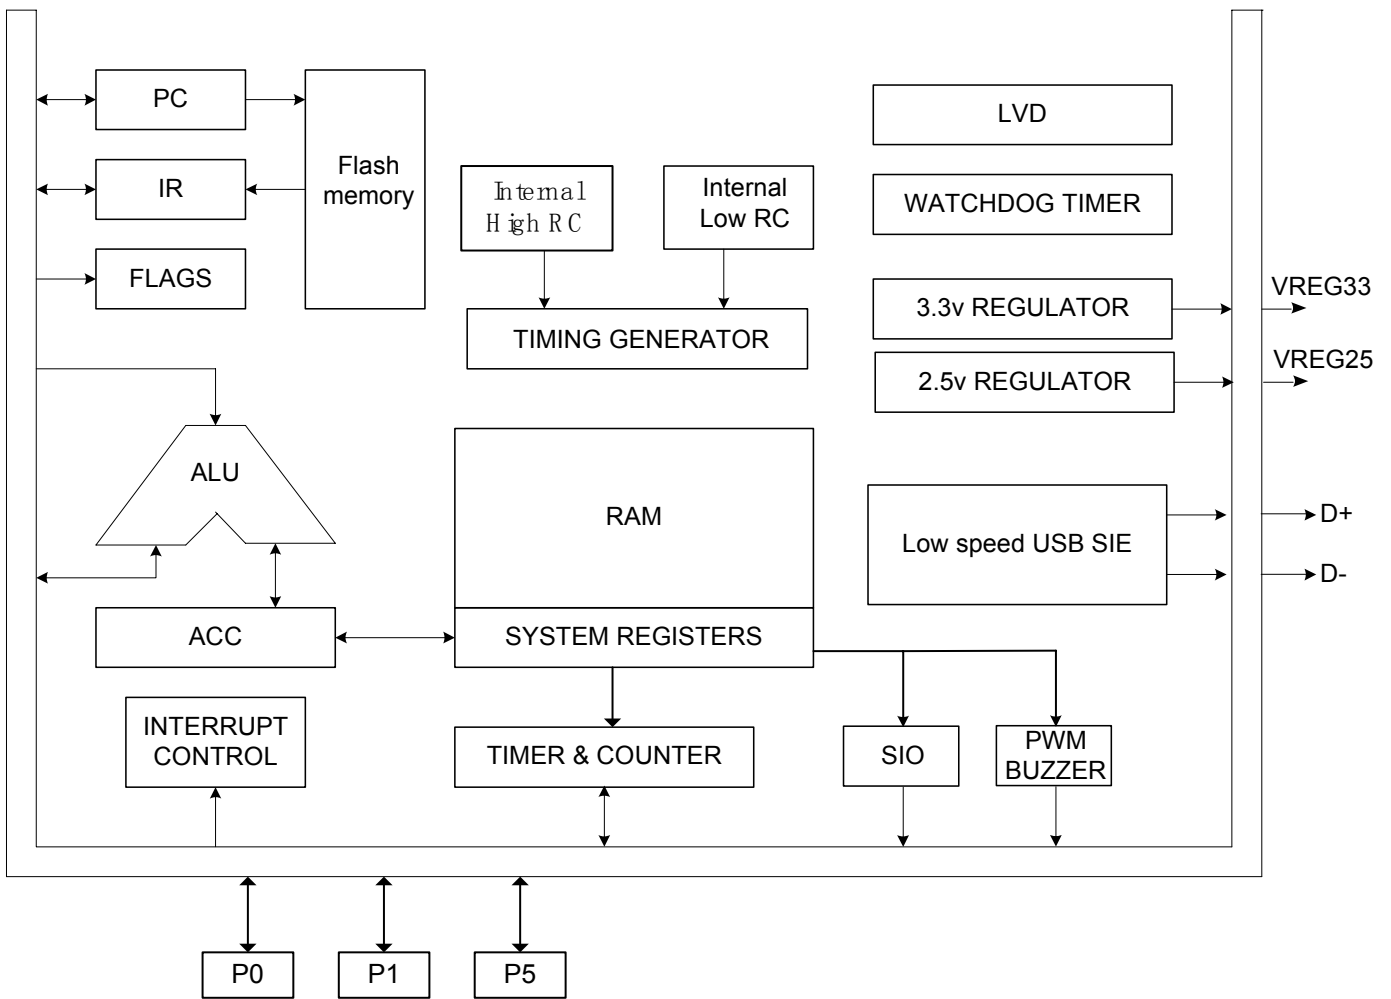 PC
IR
FLAGS
Flash
memory
Internal
High RC
Internal
Low RC
TIMING GENERATOR
LVD
WATCHDOG TIMER
3.3v REGULATOR
2.5v REGULATOR
VREG33
VREG25
ALU
RAM
Low speed USB SIE
D+
D-
ACC
SYSTEM REGISTERS
INTERRUPT
CONTROL
TIMER & COUNTER
SIO
PWM
BUZZER
P0
P1
P5